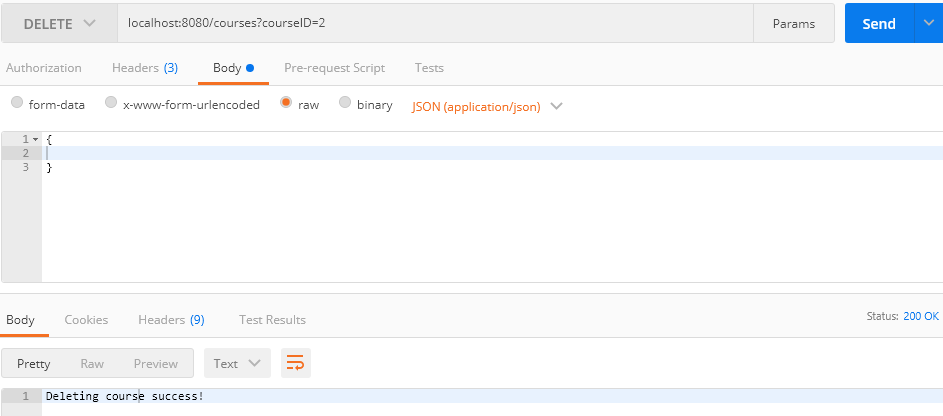 DELETE localhost:8080/courses?courseID=2 Params Send
Authorization Headers (3) Body Pre-request Script Tests
form-data x-www-form-urlencoded raw binary JSON (application/json)
1 {
2
3 }
Body Cookies Headers (9) Test Results Status: 200 OK
Pretty Raw Preview Text
1 Deleting course success!